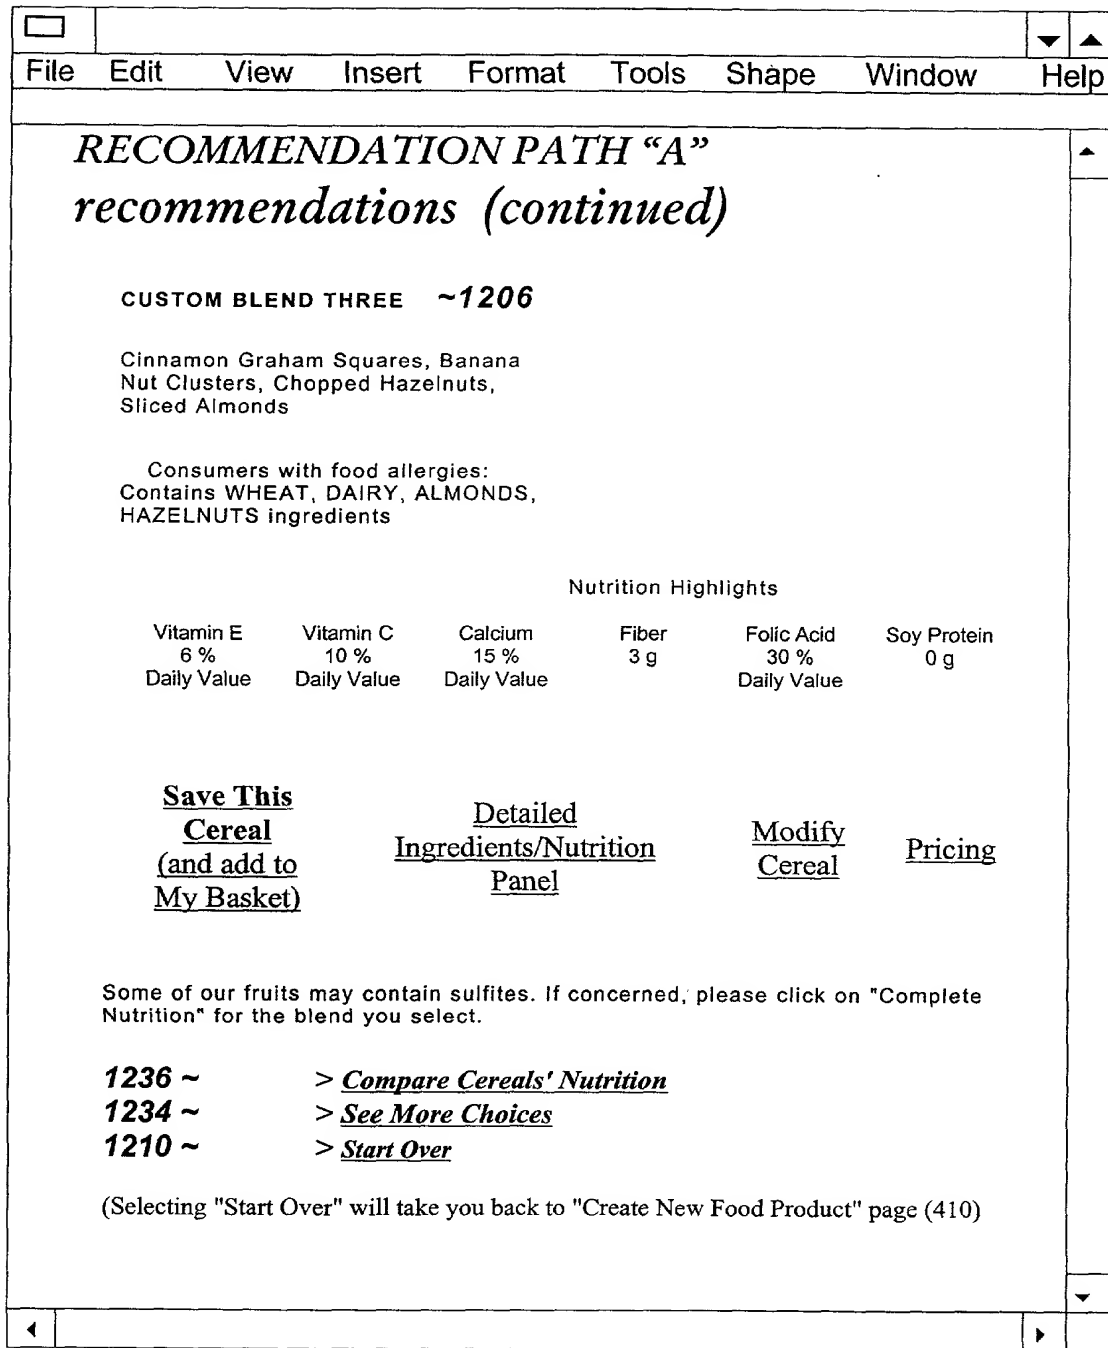 File Edit View Insert Format Tools Shape Window Help
RECOMMENDATION PATH “A”
recommendations (continued)
CUSTOM BLEND THREE ~1206
Cinnamon Graham Squares, Banana
Nut Clusters, Chopped Hazelnuts,
Sliced Almonds
Consumers with food allergies:
Contains WHEAT, DAIRY, ALMONDS,
HAZELNUTS ingredients
Nutrition Highlights
Vitamin E Vitamin C Calcium Fiber Folic Acid Soy Protein
6 % 10 % 15 % 3 g 30 % 0 g
Daily Value Daily Value Daily Value Daily Value
Save This
Cereal
(and add to
My Basket)
Detailed
Ingredients/Nutrition
Panel
Modify
Cereal
Pricing
Some of our fruits may contain sulfites. If concerned, please click on "Complete
Nutrition" for the blend you select.
1236 ~ > Compare Cereals' Nutrition
1234 ~ > See More Choices
1210 ~ > Start Over
(Selecting "Start Over" will take you back to "Create New Food Product" page (410)